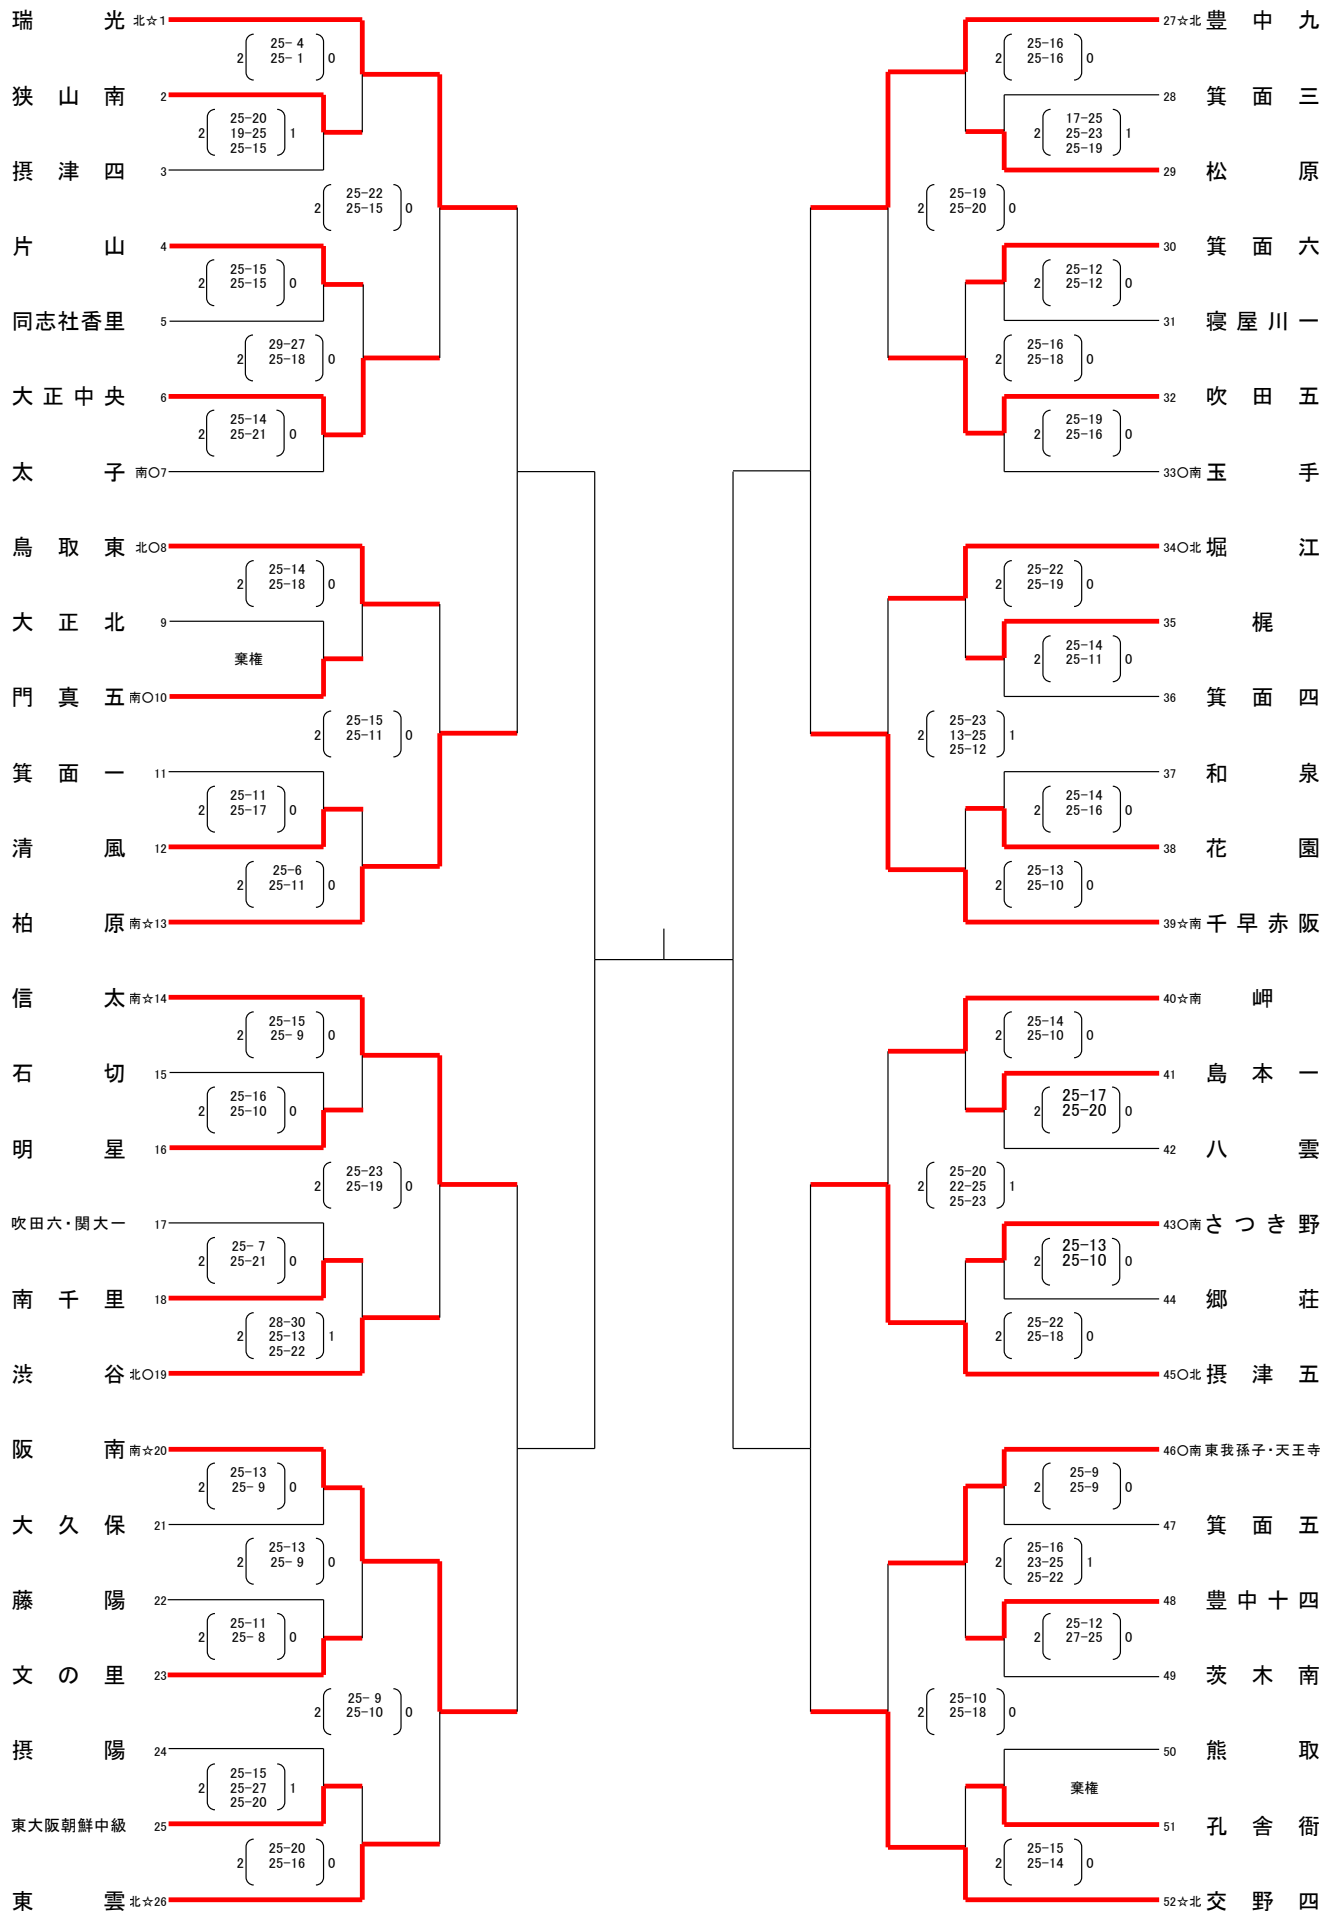 瑞光 北☆1
25- 4
2 25- 1 0
狭山南 2
25-20
2 19-25 1
25-15
摂津四 3
25-22
2 25-15 0
片山 4
25-15
2 25-15 0
同志社香里 5
29-27
2 25-18 0
大正中央 6
25-14
2 25-21 0
太子 南○7
鳥取東 北○8
25-14
2 25-18 0
大正北 9
棄権
門真五 南○10
25-15
2 25-11 0
箕面一 11
25-11
2 25-17 0
清風 12
25-6
2 25-11 0
柏原 南☆13
信太 南☆14
25-15
2 25- 9 0
石切 15
25-16
2 25-10 0
明星 16
25-23
2 25-19 0
吹田六・関大一 17
25- 7
2 25-21 0
南千里 18
28-30
2 25-13 1
25-22
渋谷 北○19
阪南 南☆20
25-13
2 25- 9 0
大久保 21
25-13
2 25- 9 0
藤陽 22
25-11
2 25- 8 0
文の里 23
25- 9
2 25-10 0
摂陽 24
25-15
2 25-27 1
25-20
東大阪朝鮮中級 25
25-20
2 25-16 0
東雲 北☆26
27☆北 豊中九
25-16
2 25-16 0
28 箕面三
17-25
2 25-23 1
25-19
29 松原
25-19
2 25-20 0
30 箕面六
25-12
2 25-12 0
31 寝屋川一
25-16
2 25-18 0
32 吹田五
25-19
2 25-16 0
33○南 玉手
34○北 堀江
25-22
2 25-19 0
35 梶
25-14
2 25-11 0
36 箕面四
25-23
2 13-25 1
25-12
37 和泉
25-14
2 25-16 0
38 花園
25-13
2 25-10 0
39☆南 千早赤阪
40☆南 岬
25-14
2 25-10 0
41 島本一
25-17
2 25-20 0
42 八雲
25-20
2 22-25 1
25-23
43○南 さつき野
25-13
2 25-10 0
44 郷荘
25-22
2 25-18 0
45○北 摂津五
46○南 東我孫子・天王寺
25-9
2 25-9 0
47 箕面五
25-16
2 23-25 1
25-22
48 豊中十四
25-12
2 27-25 0
49 茨木南
25-10
2 25-18 0
50 熊取
棄権
51 孔舎衙
25-15
2 25-14 0
52☆北 交野四